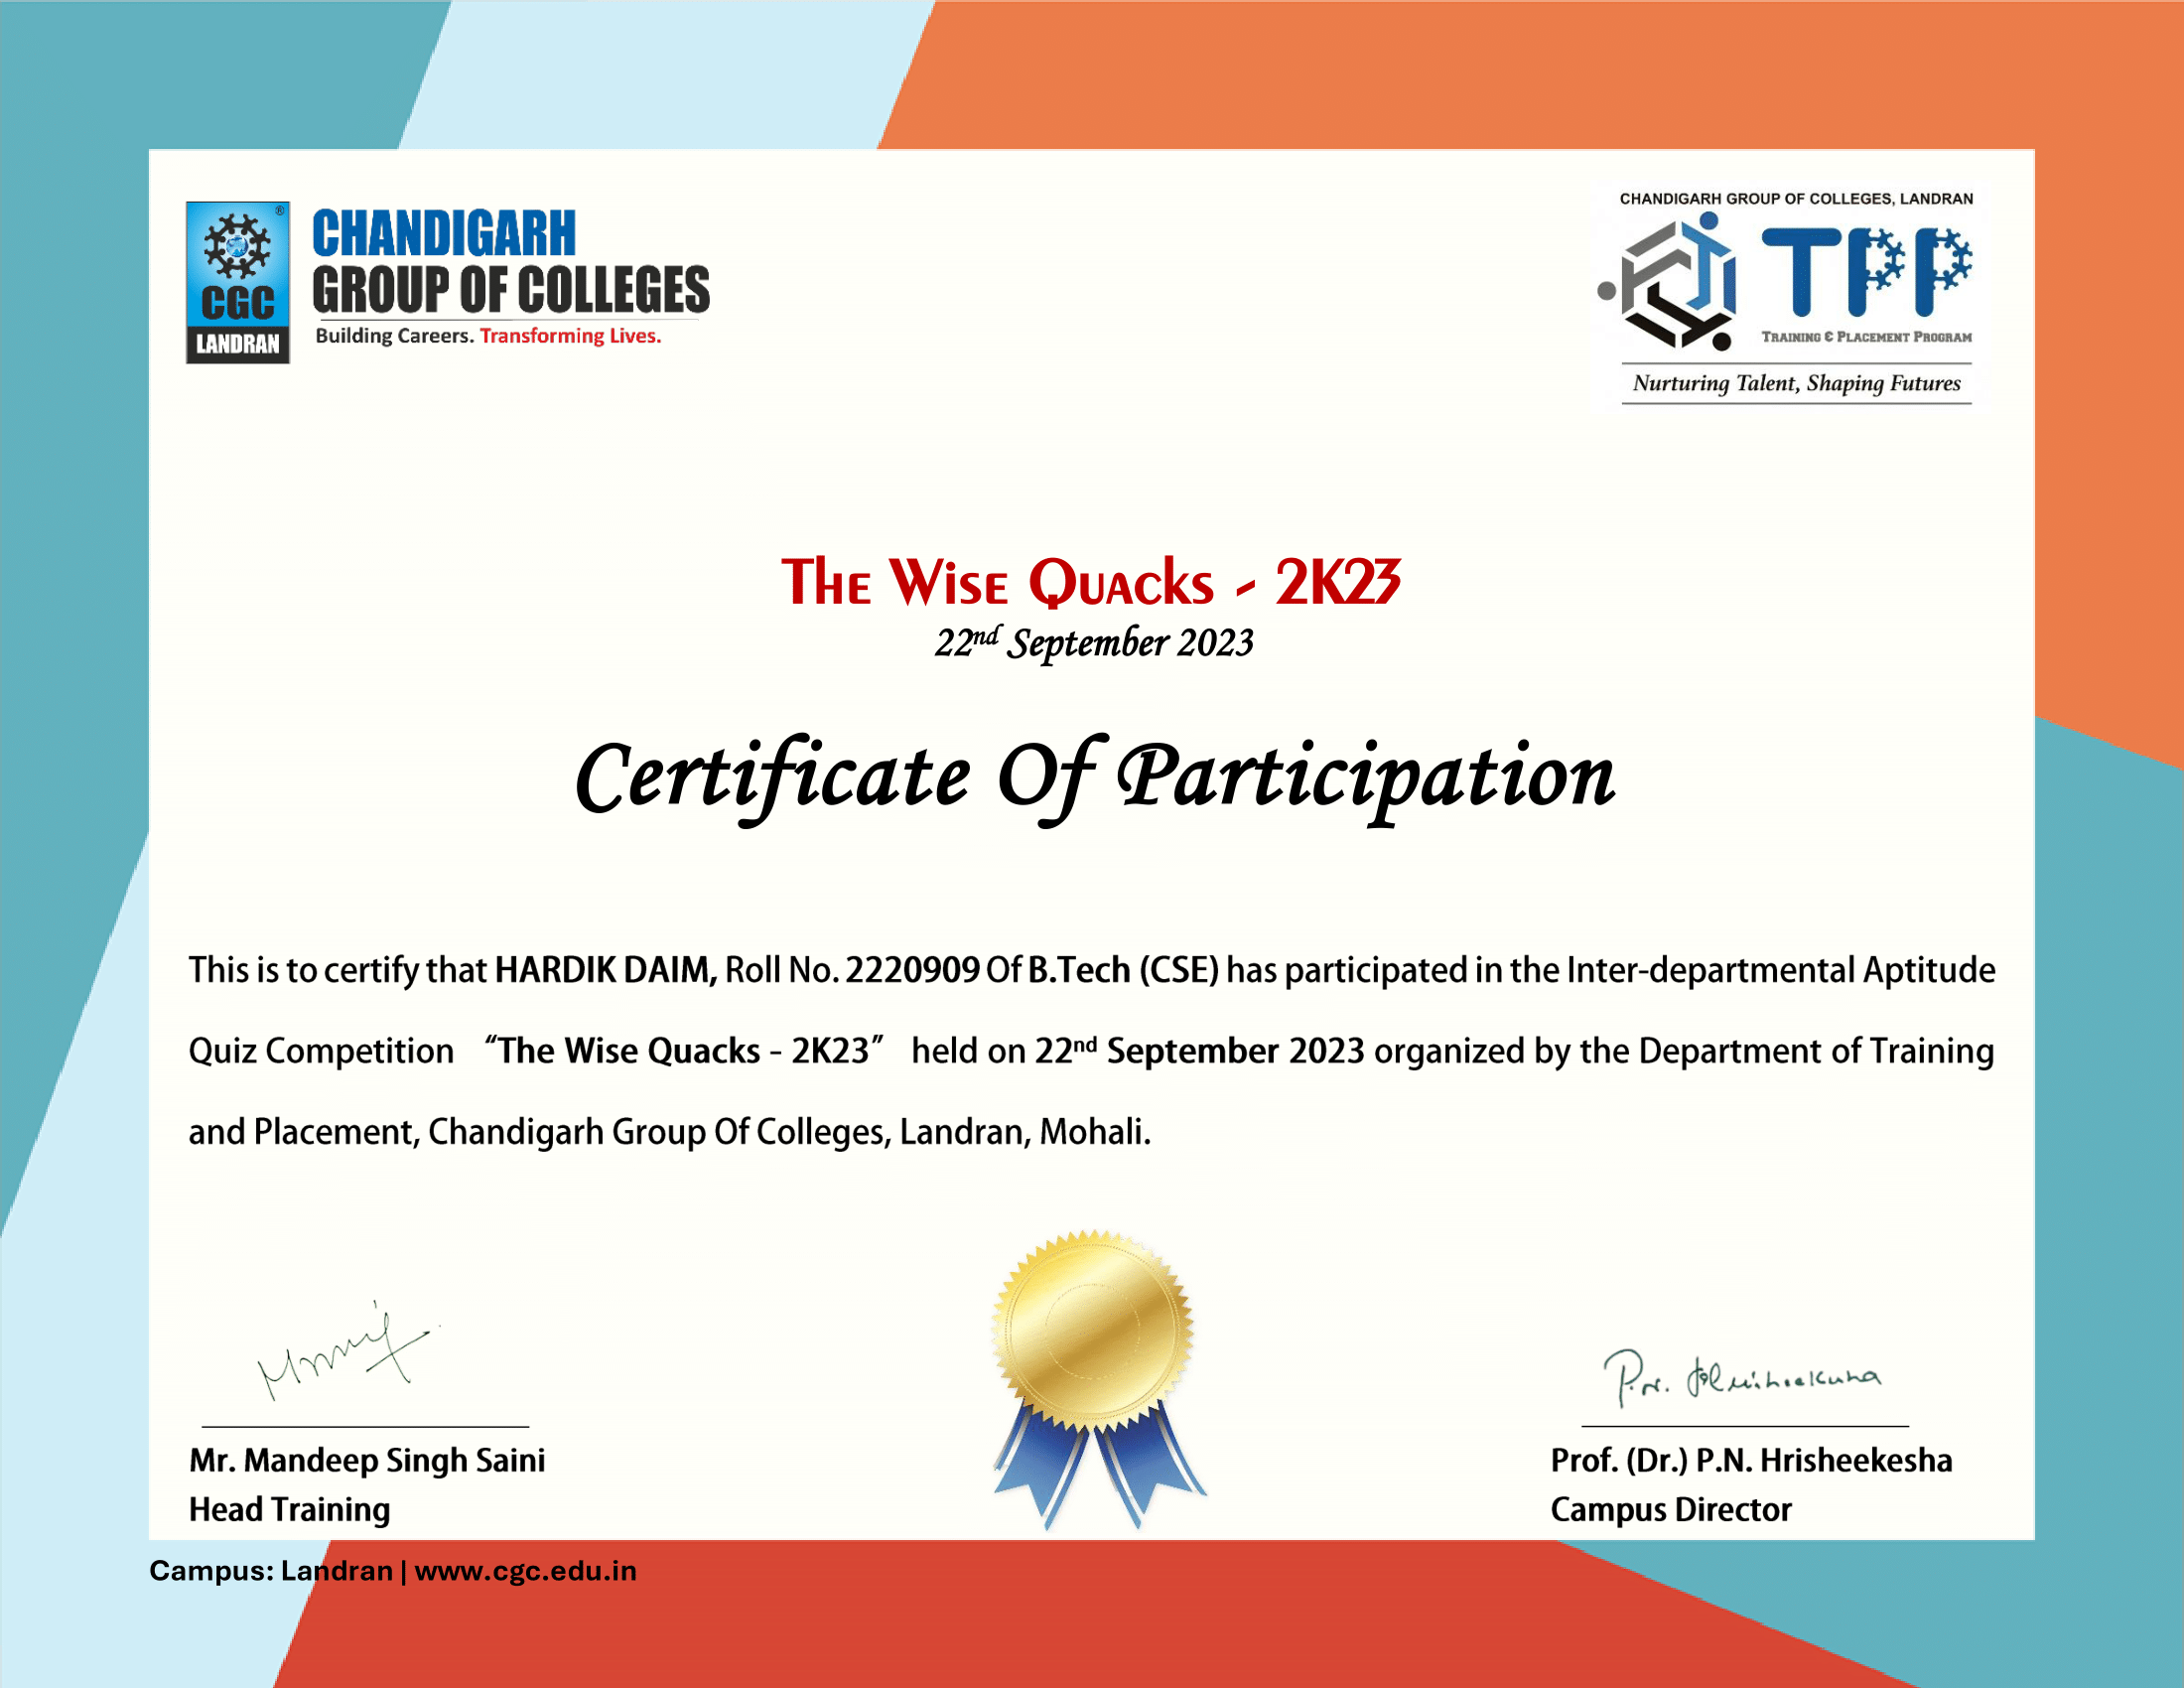 CGC
LANDRAN
®
CHANDIGARH
GROUP OF COLLEGES
Building Careers. Transforming Lives.
CHANDIGARH GROUP OF COLLEGES, LANDRAN
TPP
TRAINING & PLACEMENT PROGRAM
Nurturing Talent, Shaping Futures
The Wise Quacks - 2K23
22nd September 2023
Certificate Of Participation
This is to certify that HARDIK DAIM, Roll No. 2220909 Of B.Tech (CSE) has participated in the Inter-departmental Aptitude
Quiz Competition “The Wise Quacks - 2K23” held on 22nd September 2023 organized by the Department of Training
and Placement, Chandigarh Group Of Colleges, Landran, Mohali.
P.N. Hrisheekesha
Mr. Mandeep Singh Saini
Head Training
Prof. (Dr.) P.N. Hrisheekesha
Campus Director
Campus: Landran | www.cgc.edu.in